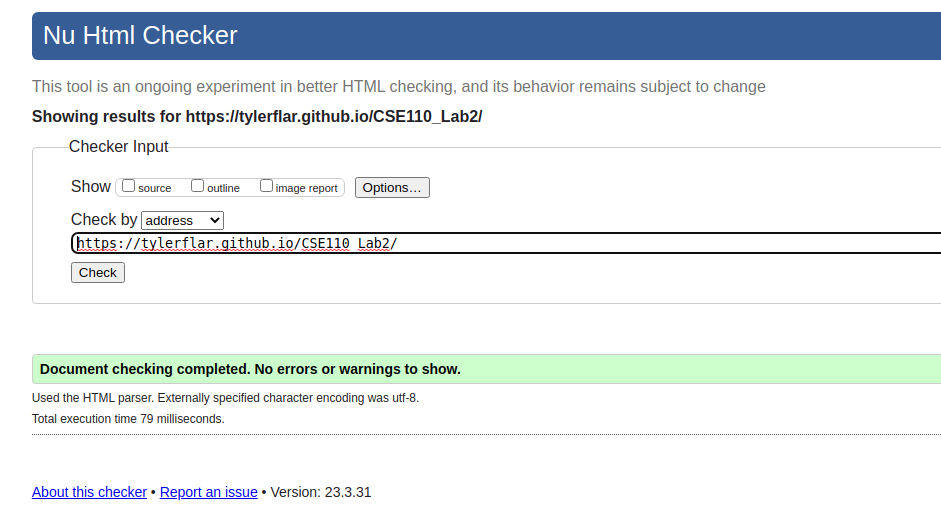 Nu Html Checker
This tool is an ongoing experiment in better HTML checking, and its behavior remains subject to change
Showing results for https://tylerflar.github.io/CSE110_Lab2/
Checker Input
Show source outline image report Options...
Check by address
https://tylerflar.github.io/CSE110_Lab2/
Check
Document checking completed. No errors or warnings to show.
Used the HTML parser. Externally specified character encoding was utf-8.
Total execution time 79 milliseconds.
About this checker • Report an issue • Version: 23.3.31